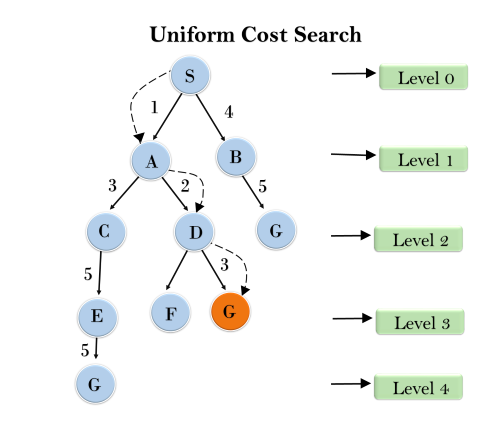 Uniform Cost Search
S
Level 0
1
4
A
B
Level 1
3
2
5
C
D
G
Level 2
5
3
E
F
G
Level 3
5
G
Level 4